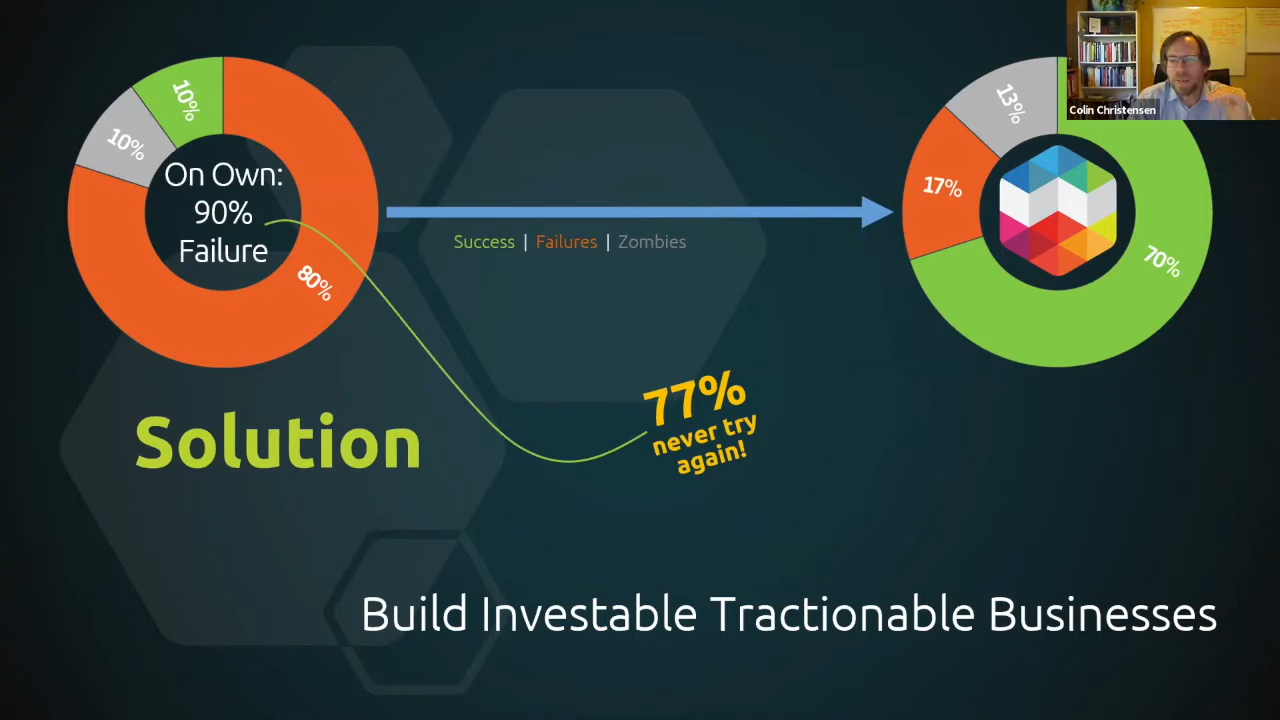 10%
10%
On Own:
90%
Failure
80%
Success | Failures | Zombies
13%
17%
70%
Colin Christensen
77%
never try
again!
Solution
Build Investable Tractionable Businesses